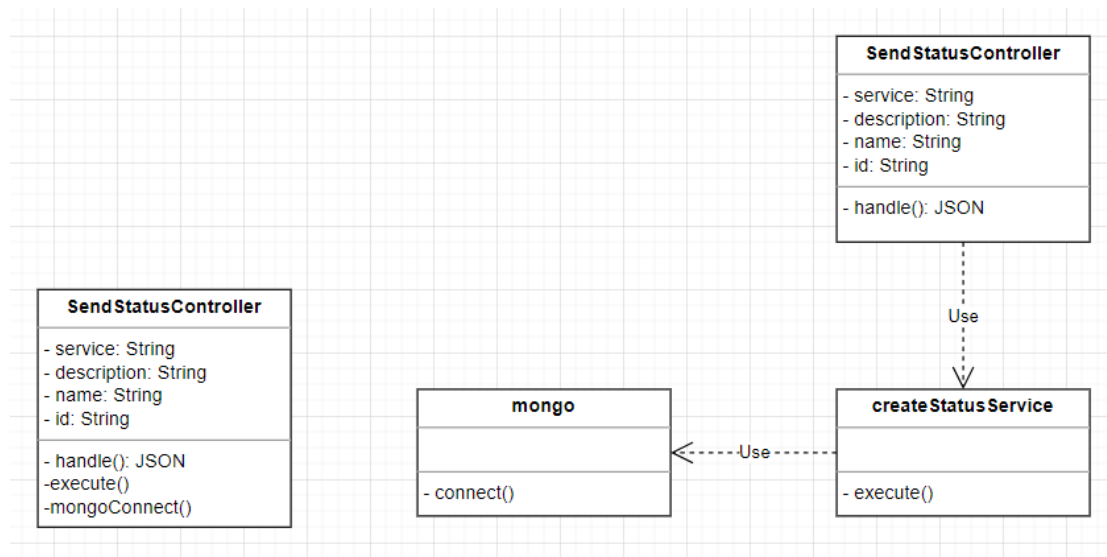 SendStatusController
- service: String
- description: String
- name: String
- id: String
- handle(): JSON
Use
SendStatusController
- service: String
- description: String
- name: String
- id: String
- handle(): JSON
-execute()
-mongoConnect()
mongo
- connect()
Use
createStatusService
- execute()